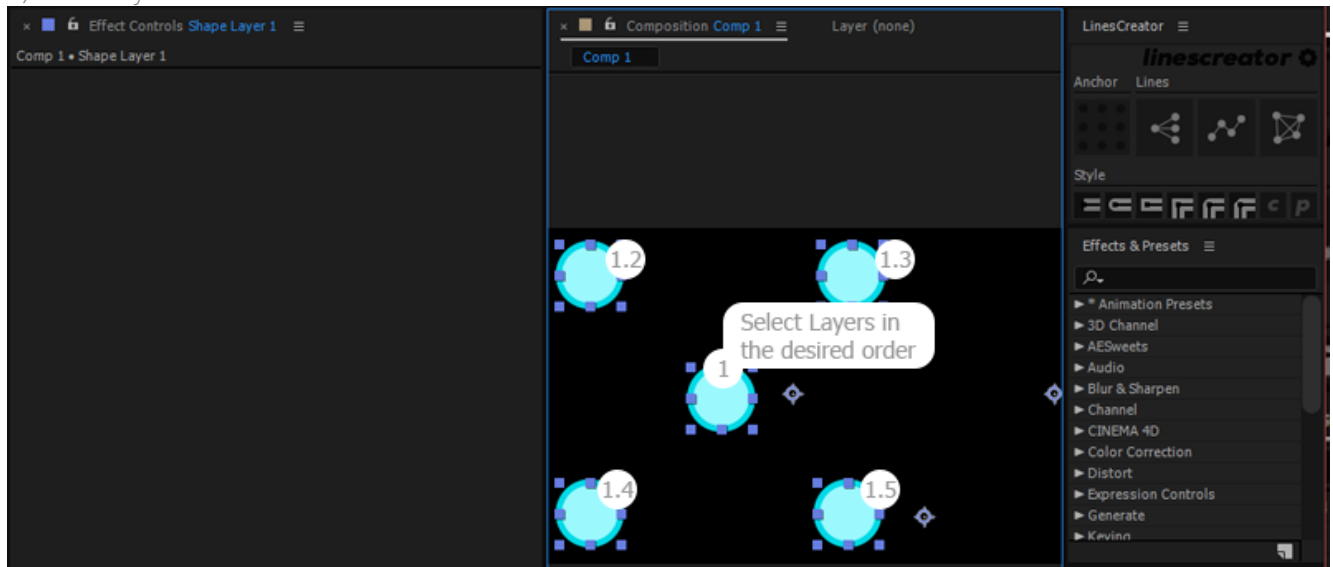 Effect Controls Shape Layer 1
Comp 1 • Shape Layer 1
Composition Comp 1
Layer (none)
Comp 1
1.2
1.3
Select Layers in
the desired order
1
1.4
1.5
LinesCreator
linescreator
Anchor Lines
Style
c p
Effects & Presets
* Animation Presets
3D Channel
AESweets
Audio
Blur & Sharpen
Channel
CINEMA 4D
Color Correction
Distort
Expression Controls
Generate
Keying